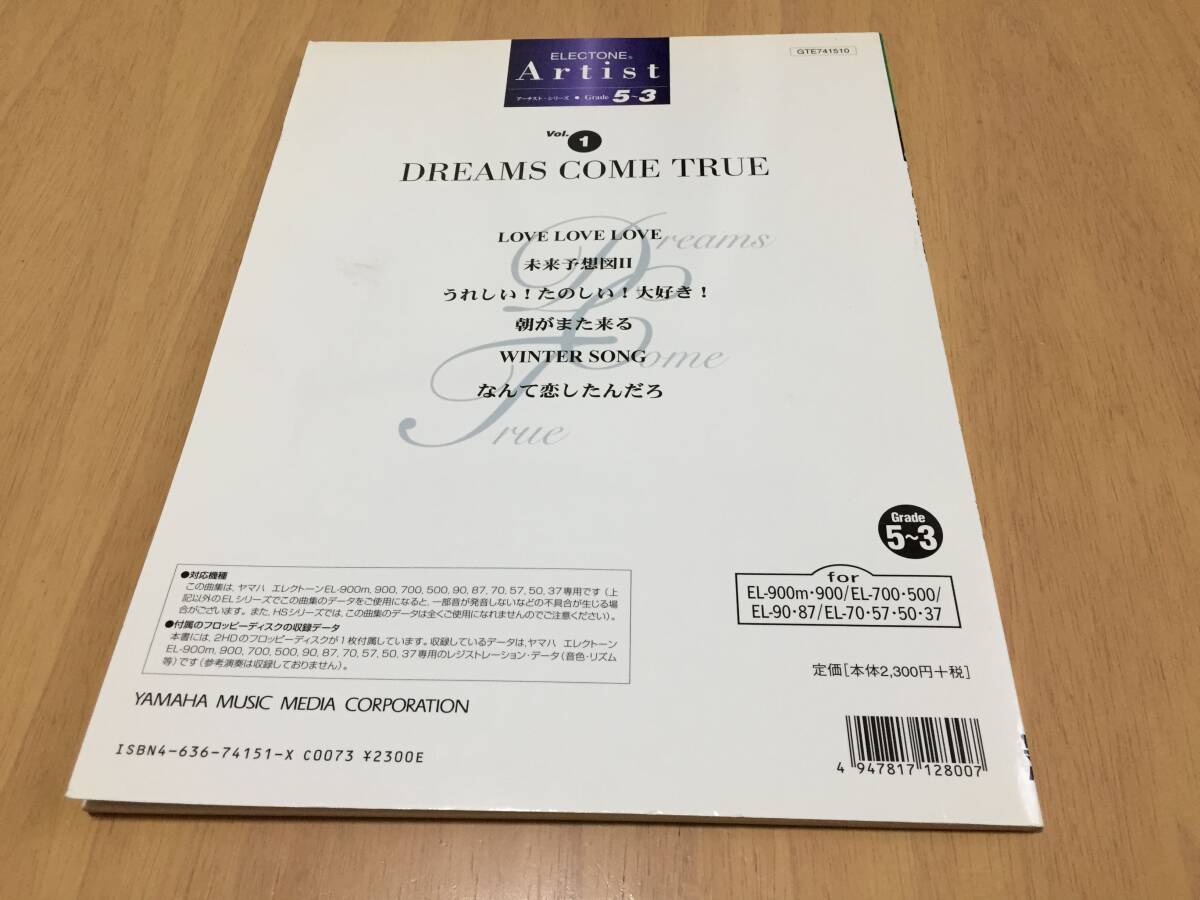 ELECTONE®
Artist
アーチスト・シリーズ ● Grade 5~3
GTE741510
Vol. 1
DREAMS COME TRUE
Dreams
Come
True
LOVE LOVE LOVE
未来予想図II
うれしい！たのしい！大好き！
朝がまた来る
WINTER SONG
なんて恋したんだろ
Grade
5~3
●対応機種
この曲集は、ヤマハ エレクトーンEL-900m, 900, 700, 500, 90, 87, 70, 57, 50, 37専用です（上
記以外のELシリーズでこの曲集のデータをご使用になると、一部音が発音しないなどの不具合が生じる場
合がございます。また、HSシリーズでは、この曲集のデータは全くご使用になれませんのでご注意ください）。
●付属のフロッピーディスクの収録データ
本書には、2HDのフロッピーディスクが1枚付属しています。収録しているデータは、ヤマハ エレクトーン
EL-900m, 900, 700, 500, 90, 87, 70, 57, 50, 37専用のレジストレーション・データ（音色・リズム
等）です（参考演奏は収録しておりません）。
for
EL-900m・900/EL-700・500/
EL-90・87/EL-70・57・50・37
定価[本体2,300円+税]
YAMAHA MUSIC MEDIA CORPORATION
ISBN4-636-74151-X C0073 ¥2300E
4 947817 128007